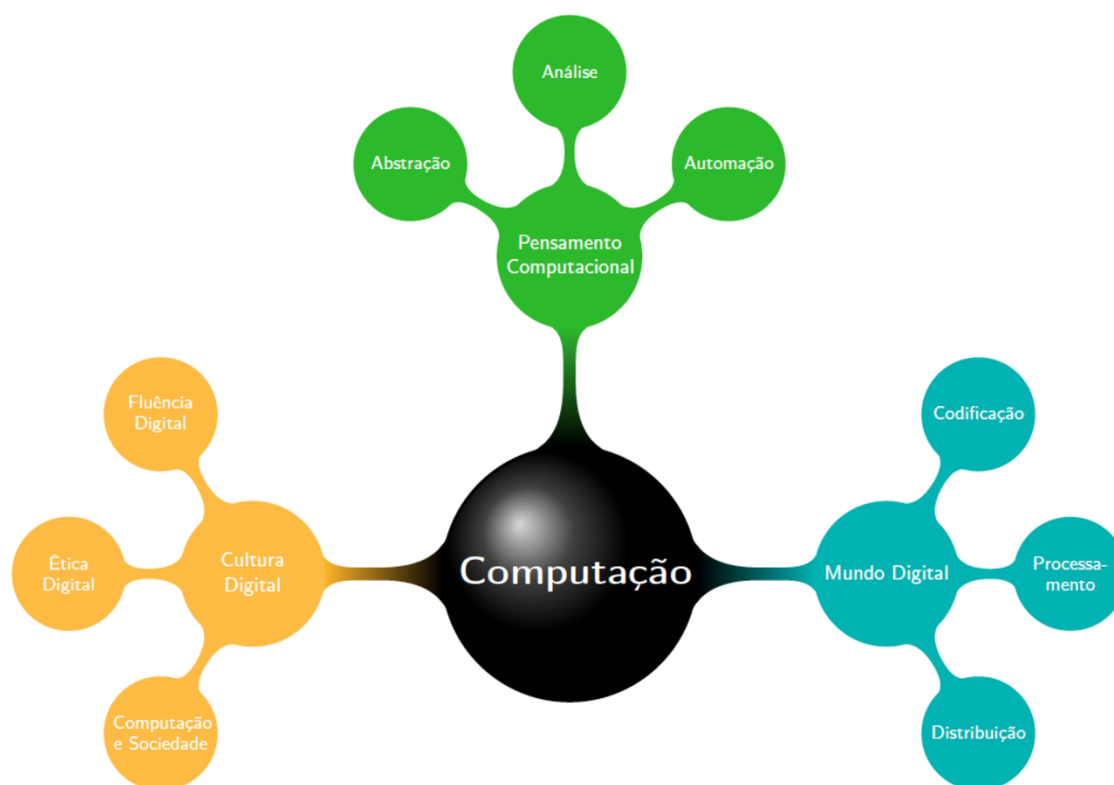 Análise
Abstração
Automação
Pensamento
Computacional
Fluência
Digital
Codificação
Ética
Digital
Cultura
Digital
Computação
Mundo Digital
Processa-
mento
Computação
e Sociedade
Distribuição